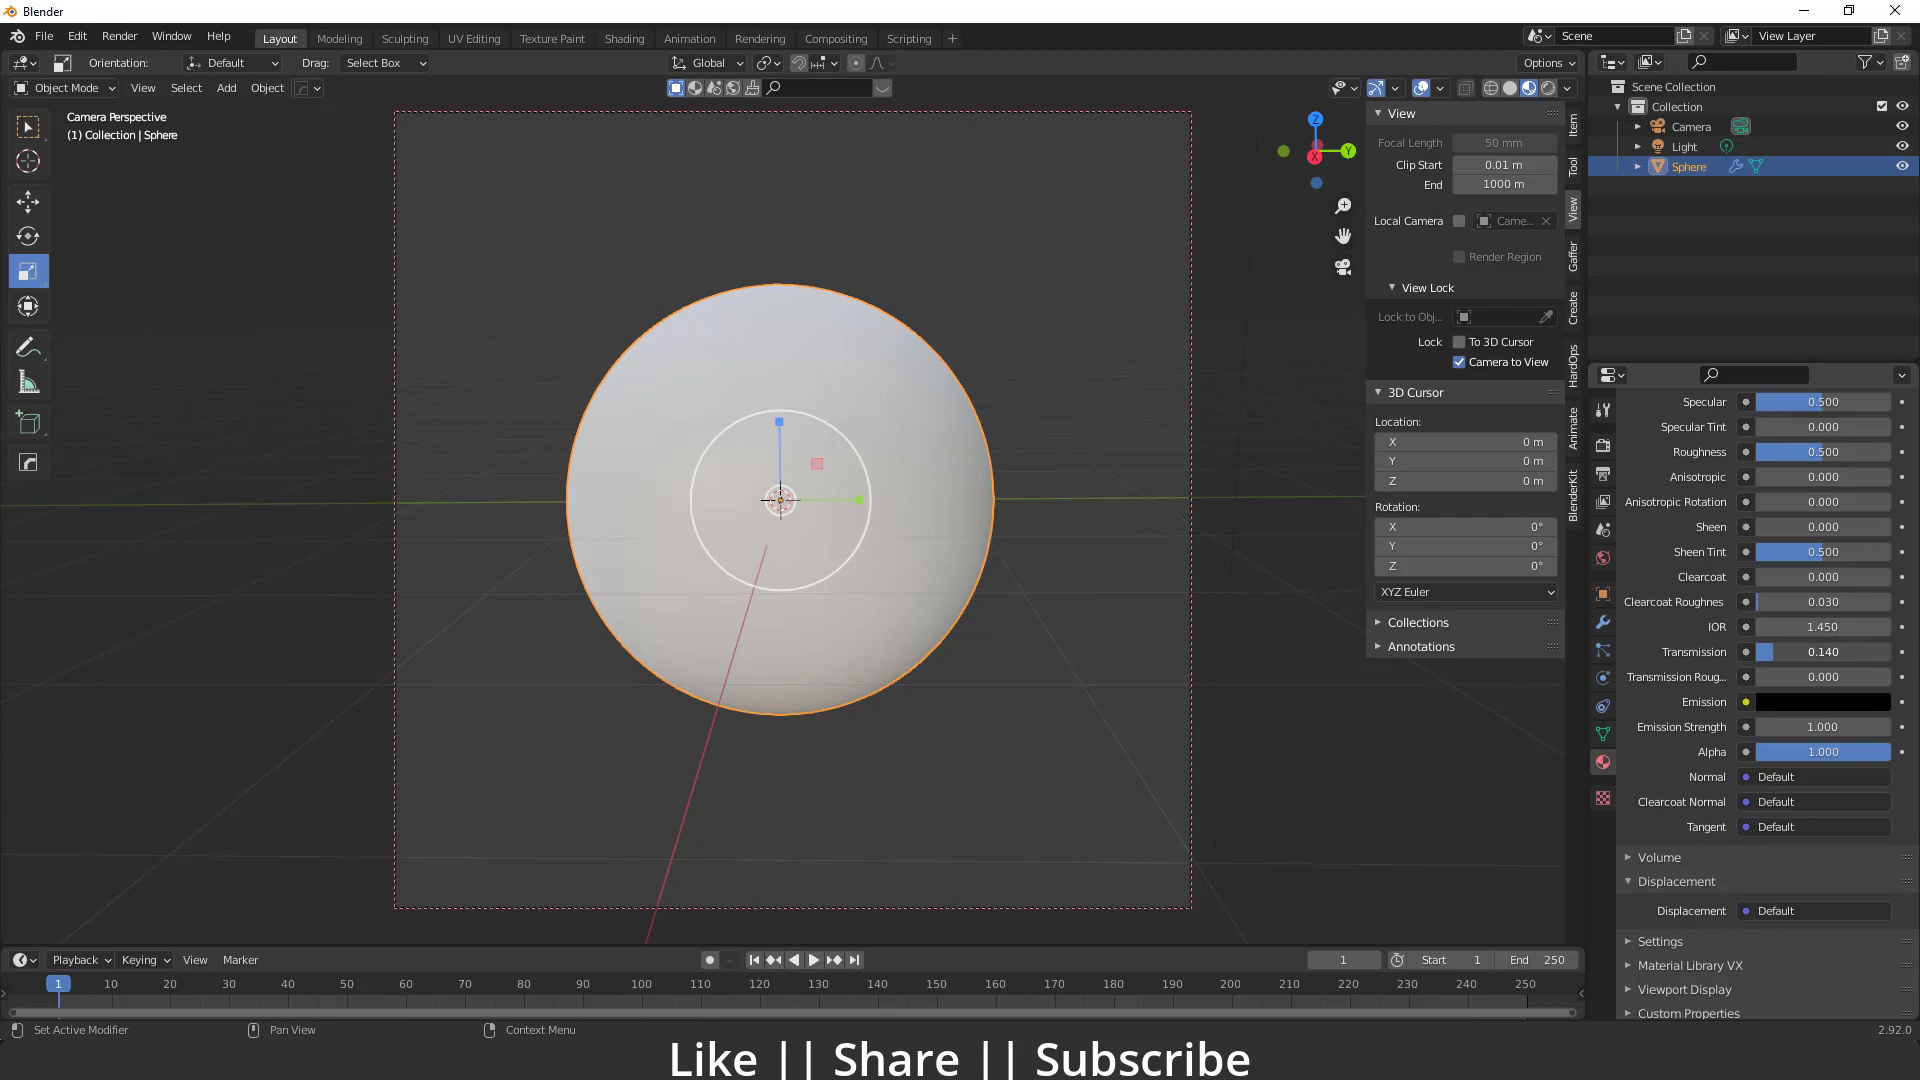 Blender
File Edit Render Window Help
Layout Modeling Sculpting UV Editing Texture Paint Shading Animation Rendering Compositing Scripting +
Scene
View Layer
Orientation: Default Drag: Select Box
Global
Options
Object Mode View Select Add Object
Camera Perspective
(1) Collection | Sphere
Z
Y
X
View
Focal Length 50 mm
Clip Start 0.01 m
End 1000 m
Local Camera Came...
Render Region
View Lock
Lock to Obj...
Lock To 3D Cursor
Camera to View
3D Cursor
Location:
X 0 m
Y 0 m
Z 0 m
Rotation:
X 0°
Y 0°
Z 0°
XYZ Euler
Collections
Annotations
Item
Tool
View
Gaffer
Create
HardOps
Animate
BlenderKit
Scene Collection
Collection
Camera
Light
Sphere
Specular 0.500
Specular Tint 0.000
Roughness 0.500
Anisotropic 0.000
Anisotropic Rotation 0.000
Sheen 0.000
Sheen Tint 0.500
Clearcoat 0.000
Clearcoat Roughnes 0.030
IOR 1.450
Transmission 0.140
Transmission Roug... 0.000
Emission
Emission Strength 1.000
Alpha 1.000
Normal Default
Clearcoat Normal Default
Tangent Default
Volume
Displacement
Displacement Default
Settings
Material Library VX
Viewport Display
Custom Properties
Playback Keying View Marker
1 Start 1 End 250
1 10 20 30 40 50 60 70 80 90 100 110 120 130 140 150 160 170 180 190 200 210 220 230 240 250
Set Active Modifier Pan View Context Menu
2.92.0
Like || Share || Subscribe